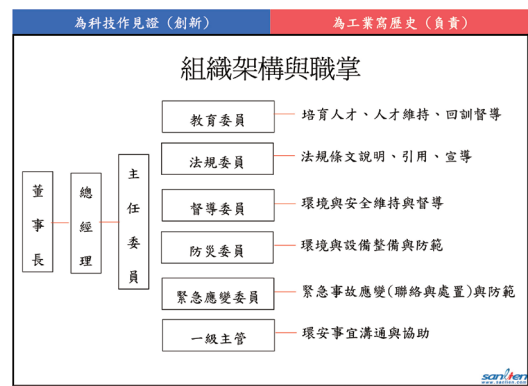 為科技作見證（創新）
為工業寫歷史（負責）
組織架構與職掌
董事長
總經理
主任委員
教育委員
培育人才、人才維持、回訓督導
法規委員
法規條文說明、引用、宣導
督導委員
環境與安全維持與督導
防災委員
環境與設備整備與防範
緊急應變委員
緊急事故應變(聯絡與處置)與防範
一級主管
環安事宜溝通與協助
sanlien
www.sanlien.com